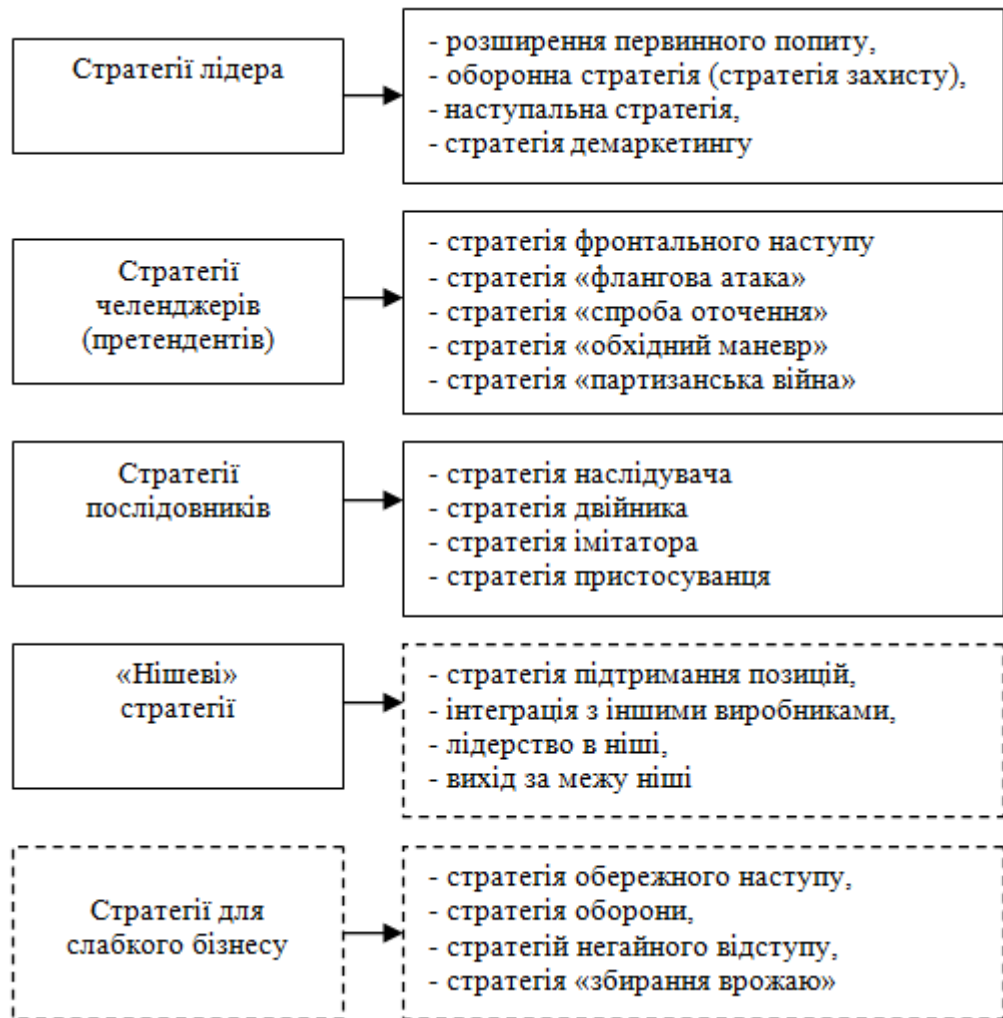 Стратегії лідера
- розширення первинного попиту,
- оборонна стратегія (стратегія захисту),
- наступальна стратегія,
- стратегія демаркетингу
Стратегії
челенджерів
(претендентів)
- стратегія фронтального наступу
- стратегія «флангова атака»
- стратегія «спроба оточення»
- стратегія «обхідний маневр»
- стратегія «партизанська війна»
Стратегії
послідовників
- стратегія наслідувача
- стратегія двійника
- стратегія імітатора
- стратегія пристосуванця
«Нішеві»
стратегії
- стратегія підтримання позицій,
- інтеграція з іншими виробниками,
- лідерство в ніші,
- вихід за межу ніші
Стратегії для
слабкого бізнесу
- стратегія обережного наступу,
- стратегія оборони,
- стратегій негайного відступу,
- стратегія «збирання врожаю»